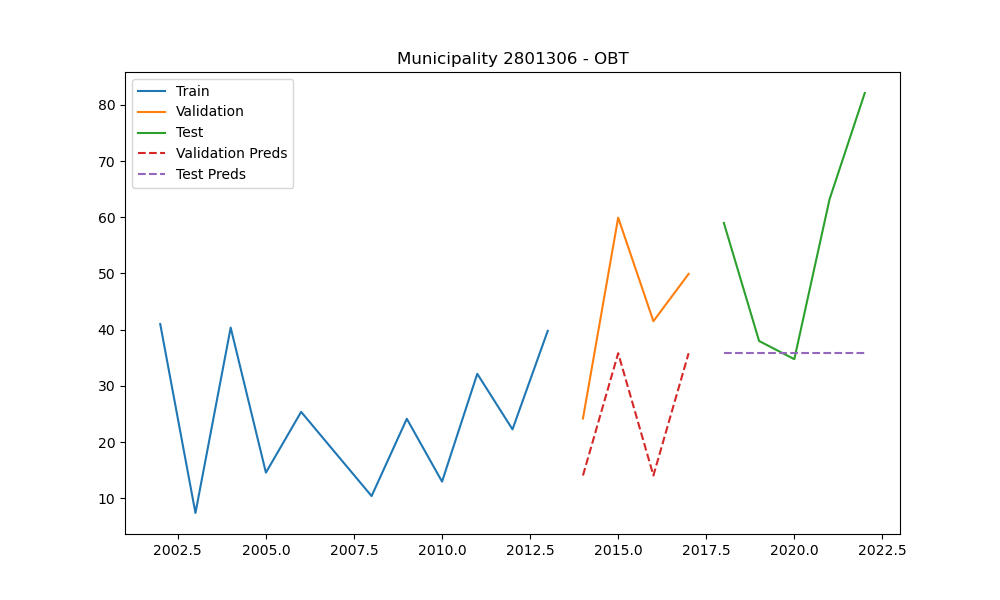 Municipality 2801306 - OBT
Train
Validation
Test
Validation Preds
Test Preds
80
70
60
50
40
30
20
10
2002.5 2005.0 2007.5 2010.0 2012.5 2015.0 2017.5 2020.0 2022.5